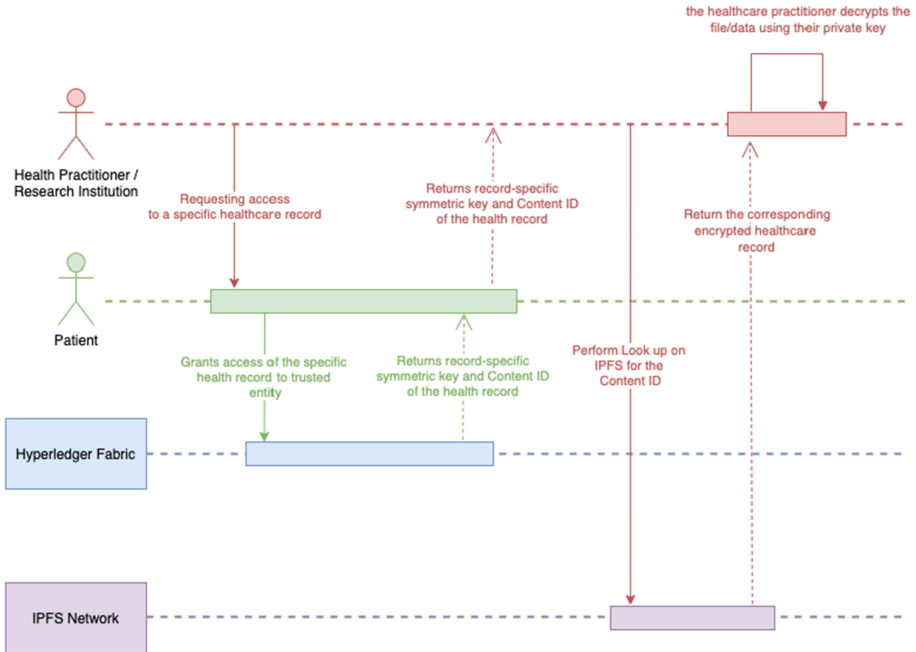 the healthcare practitioner decrypts the
file/data using their private key
Health Practitioner /
Research Institution
Requesting access
to a specific healthcare record
Returns record-specific
symmetric key and Content ID
of the health record
Return the corresponding
encrypted healthcare
record
Patient
Grants access of the specific
health record to trusted
entity
Returns record-specific
symmetric key and Content ID
of the health record
Perform Look up on
IPFS for the
Content ID
Hyperledger Fabric
IPFS Network